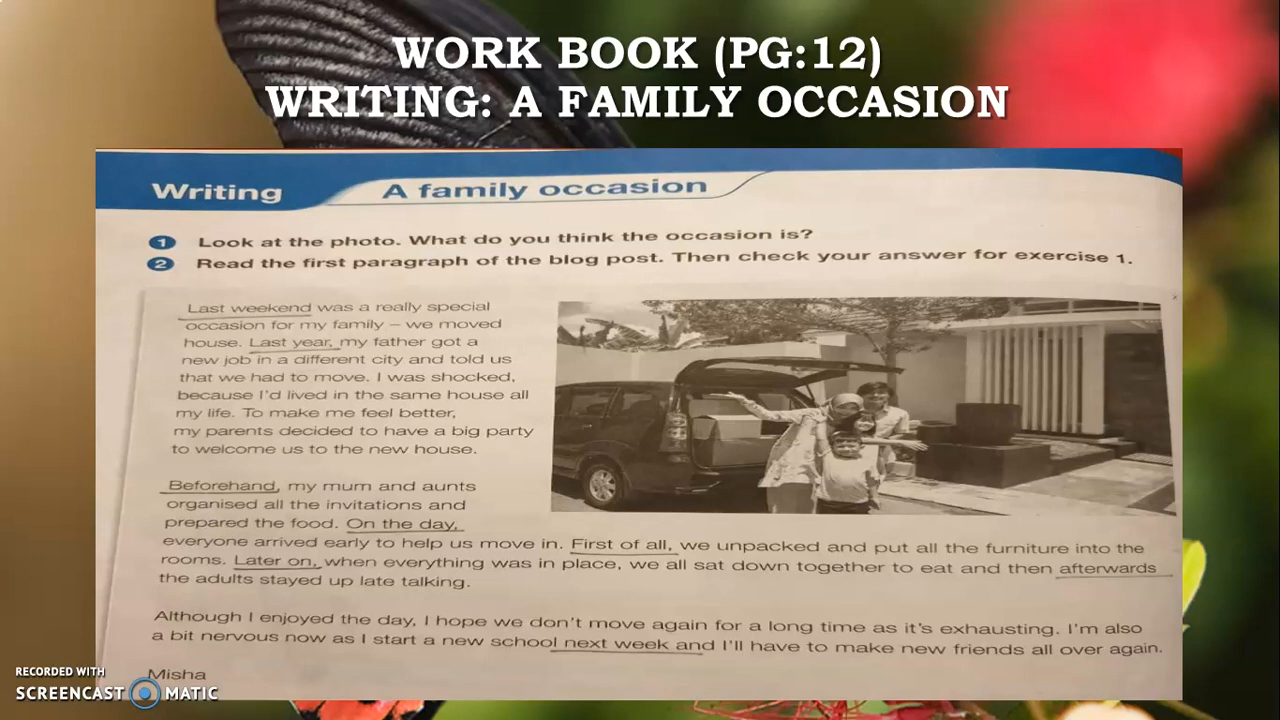 WORK BOOK (PG:12)
WRITING: A FAMILY OCCASION
Writing
A family occasion
1 Look at the photo. What do you think the occasion is?
2 Read the first paragraph of the blog post. Then check your answer for exercise 1.
Last weekend was a really special
occasion for my family – we moved
house. Last year, my father got a
new job in a different city and told us
that we had to move. I was shocked,
because I'd lived in the same house all
my life. To make me feel better,
my parents decided to have a big party
to welcome us to the new house.
Beforehand, my mum and aunts
organised all the invitations and
prepared the food. On the day,
everyone arrived early to help us move in. First of all, we unpacked and put all the furniture into the
rooms. Later on, when everything was in place, we all sat down together to eat and then afterwards
the adults stayed up late talking.
Although I enjoyed the day, I hope we don't move again for a long time as it's exhausting. I'm also
a bit nervous now as I start a new school next week and I'll have to make new friends all over again.
Misha
RECORDED WITH
SCREENCAST MATIC